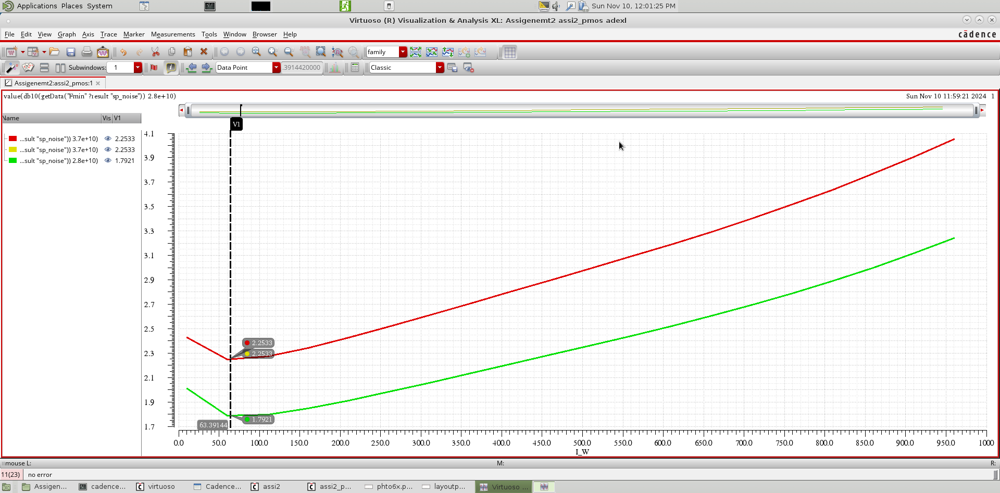 Applications Places System
Sun Nov 10, 12:01:25 PM
Virtuoso (R) Visualization & Analysis XL: Assigenemt2 assi2_pmos adexl
File Edit View Graph Axis Trace Marker Measurements Tools Window Browser Help
cādence
family
Subwindows: 1
Data Point
.3914420000
Classic
Assigenemt2:assi2_pmos:1
value(db10(getData("Fmin" ?result "sp_noise")) 2.8e+10)
Sun Nov 10 11:59:21 2024 1
Name Vis V1
...sult "sp_noise")) 3.7e+10) 2.2533
...sult "sp_noise")) 3.7e+10) 2.2533
...sult "sp_noise")) 2.8e+10) 1.7921
V1
4.1
3.9
3.7
3.5
3.3
3.1
2.9
2.7
2.5
2.3
2.1
1.9
1.7
2.2533
2.2533
1.7921
63.39144
0.0 50.0 100.0 150.0 200.0 250.0 300.0 350.0 400.0 450.0 500.0 550.0 600.0 650.0 700.0 750.0 800.0 850.0 900.0 950.0 1000
I_W
mouse L: M: R:
11(23) no error
Assigen... cadence... virtuoso Cadence... assi2 assi2_p... phto6x.p... layoutp... Virtuoso ...